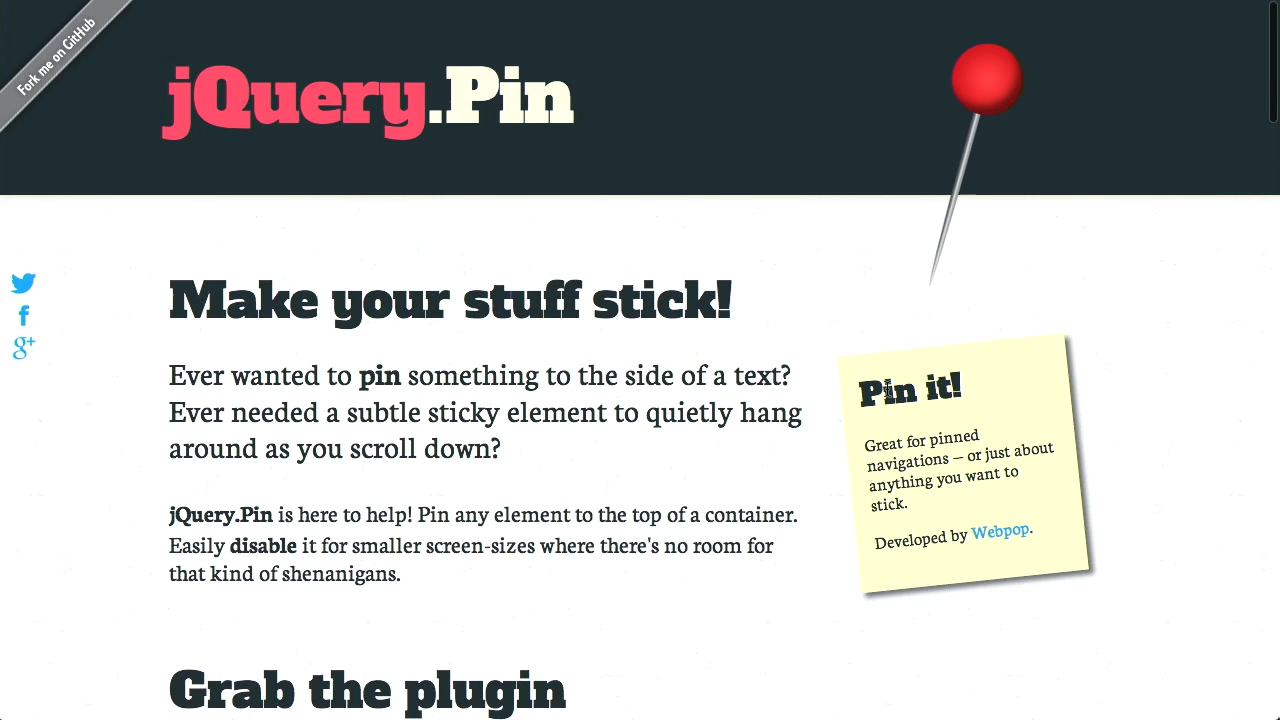 Fork me on GitHub
jQuery.Pin
Make your stuff stick!
Ever wanted to pin something to the side of a text?
Ever needed a subtle sticky element to quietly hang
around as you scroll down?
jQuery.Pin is here to help! Pin any element to the top of a container.
Easily disable it for smaller screen-sizes where there's no room for
that kind of shenanigans.
Pin it!
Great for pinned
navigations — or just about
anything you want to
stick.
Developed by Webpop.
Grab the plugin